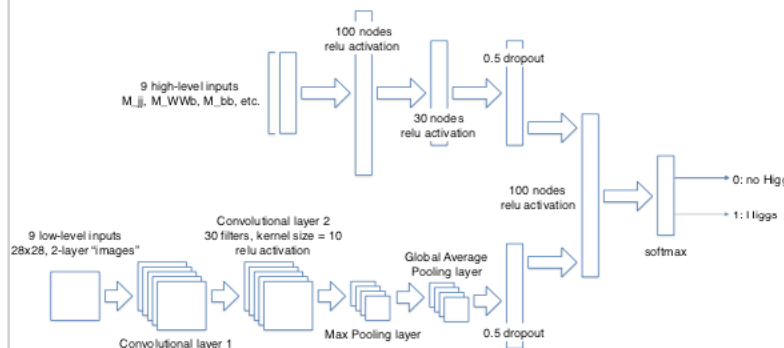 100 nodes
relu activation
0.5 dropout
9 high-level inputs
M_jj, M_WWb, M_bb, etc.
30 nodes
relu activation
100 nodes
relu activation
0: no Higg
1: Higgs
softmax
9 low-level inputs
28x28, 2-layer “images”
Convolutional layer 2
30 filters, kernel size = 10
relu activation
Global Average
Pooling layer
Convolutional layer 1
Max Pooling layer
0.5 dropout